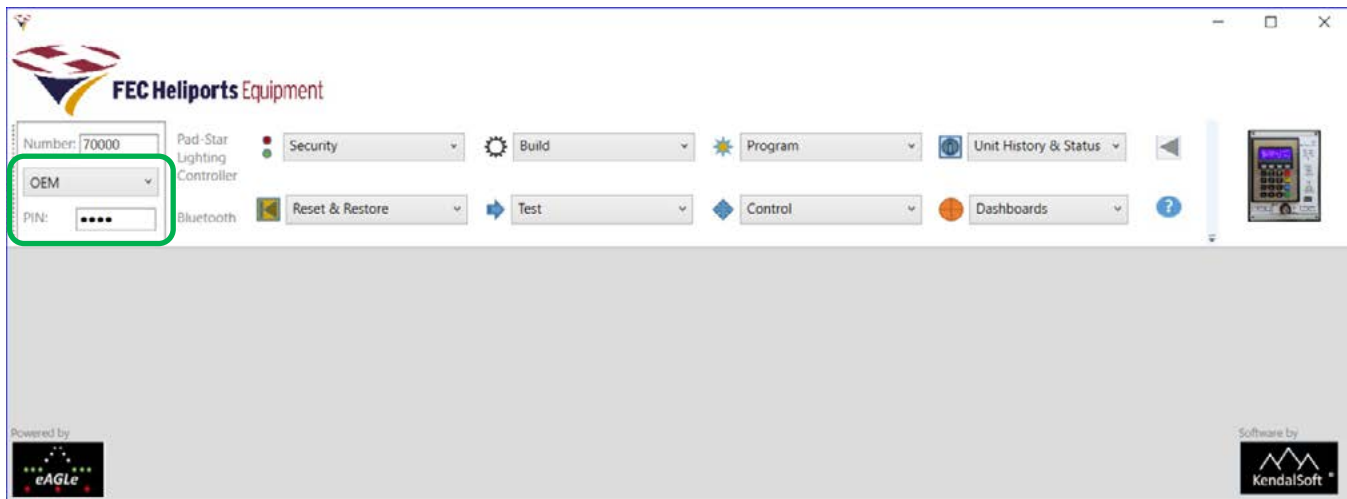 FEC Heliports Equipment
Number: 70000
OEM
PIN: ••••
Pad-Star
Lighting
Controller
Bluetooth
Security
Build
Program
Unit History & Status
Reset & Restore
Test
Control
Dashboards
?
Powered by
eAGLe
Software by
KendalSoft